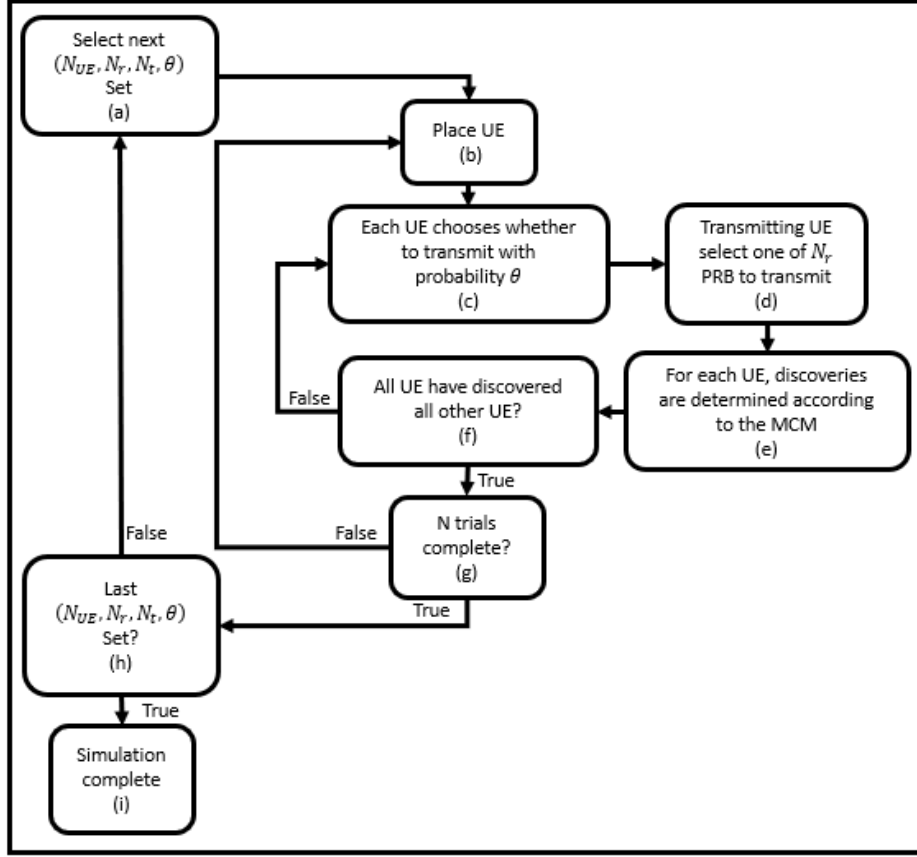 Select next
(N_UE, N_r, N_t, θ)
Set
(a)
Place UE
(b)
Each UE chooses whether
to transmit with
probability θ
(c)
Transmitting UE
select one of N_r
PRB to transmit
(d)
For each UE, discoveries
are determined according
to the MCM
(e)
All UE have discovered
all other UE?
(f)
False
True
N trials
complete?
(g)
False
True
Last
(N_UE, N_r, N_t, θ)
Set?
(h)
False
True
Simulation
complete
(i)